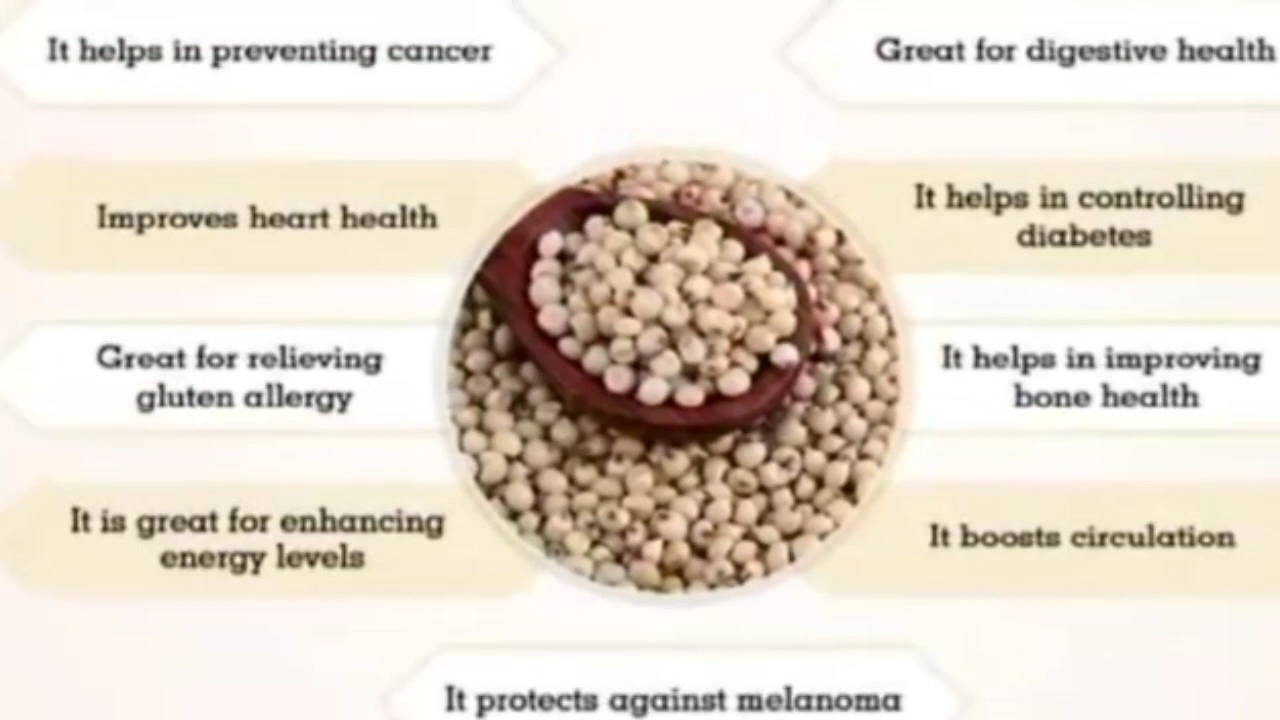 It helps in preventing cancer
Great for digestive health
Improves heart health
It helps in controlling
diabetes
Great for relieving
gluten allergy
It helps in improving
bone health
It is great for enhancing
energy levels
It boosts circulation
It protects against melanoma